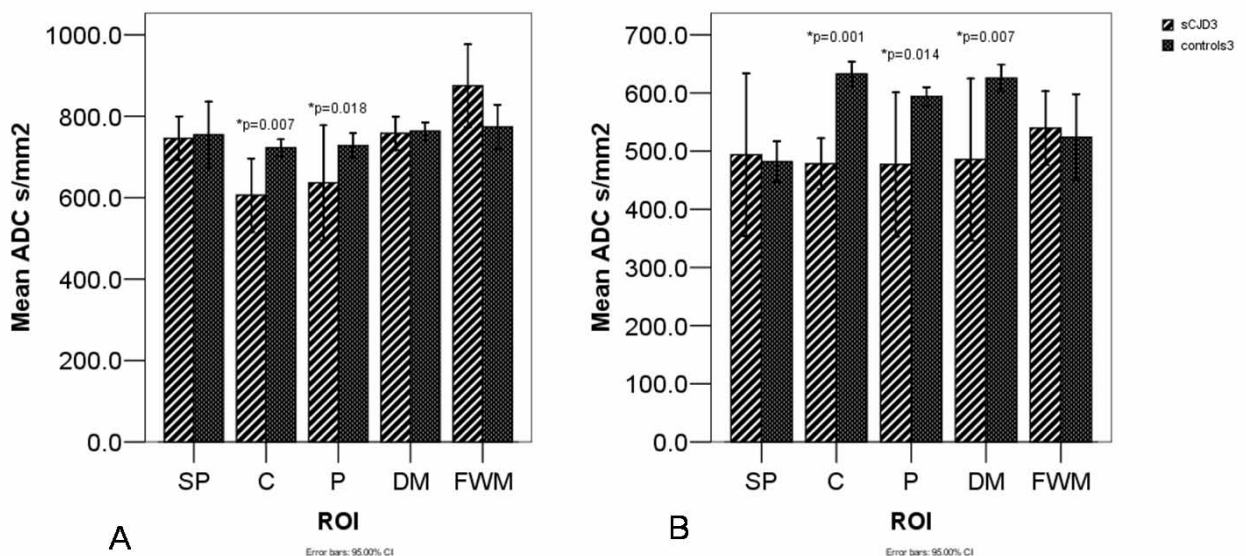 1000.0
800.0
600.0
400.0
200.0
0.0
Mean ADC s/mm2
*p=0.007
*p=0.018
SP C P DM FWM
ROI
A
Error bars: 95.00% CI
700.0
600.0
500.0
400.0
300.0
200.0
100.0
0.0
Mean ADC s/mm2
*p=0.001
*p=0.014
*p=0.007
SP C P DM FWM
ROI
B
Error bars: 95.00% CI
sCJD3
controls3